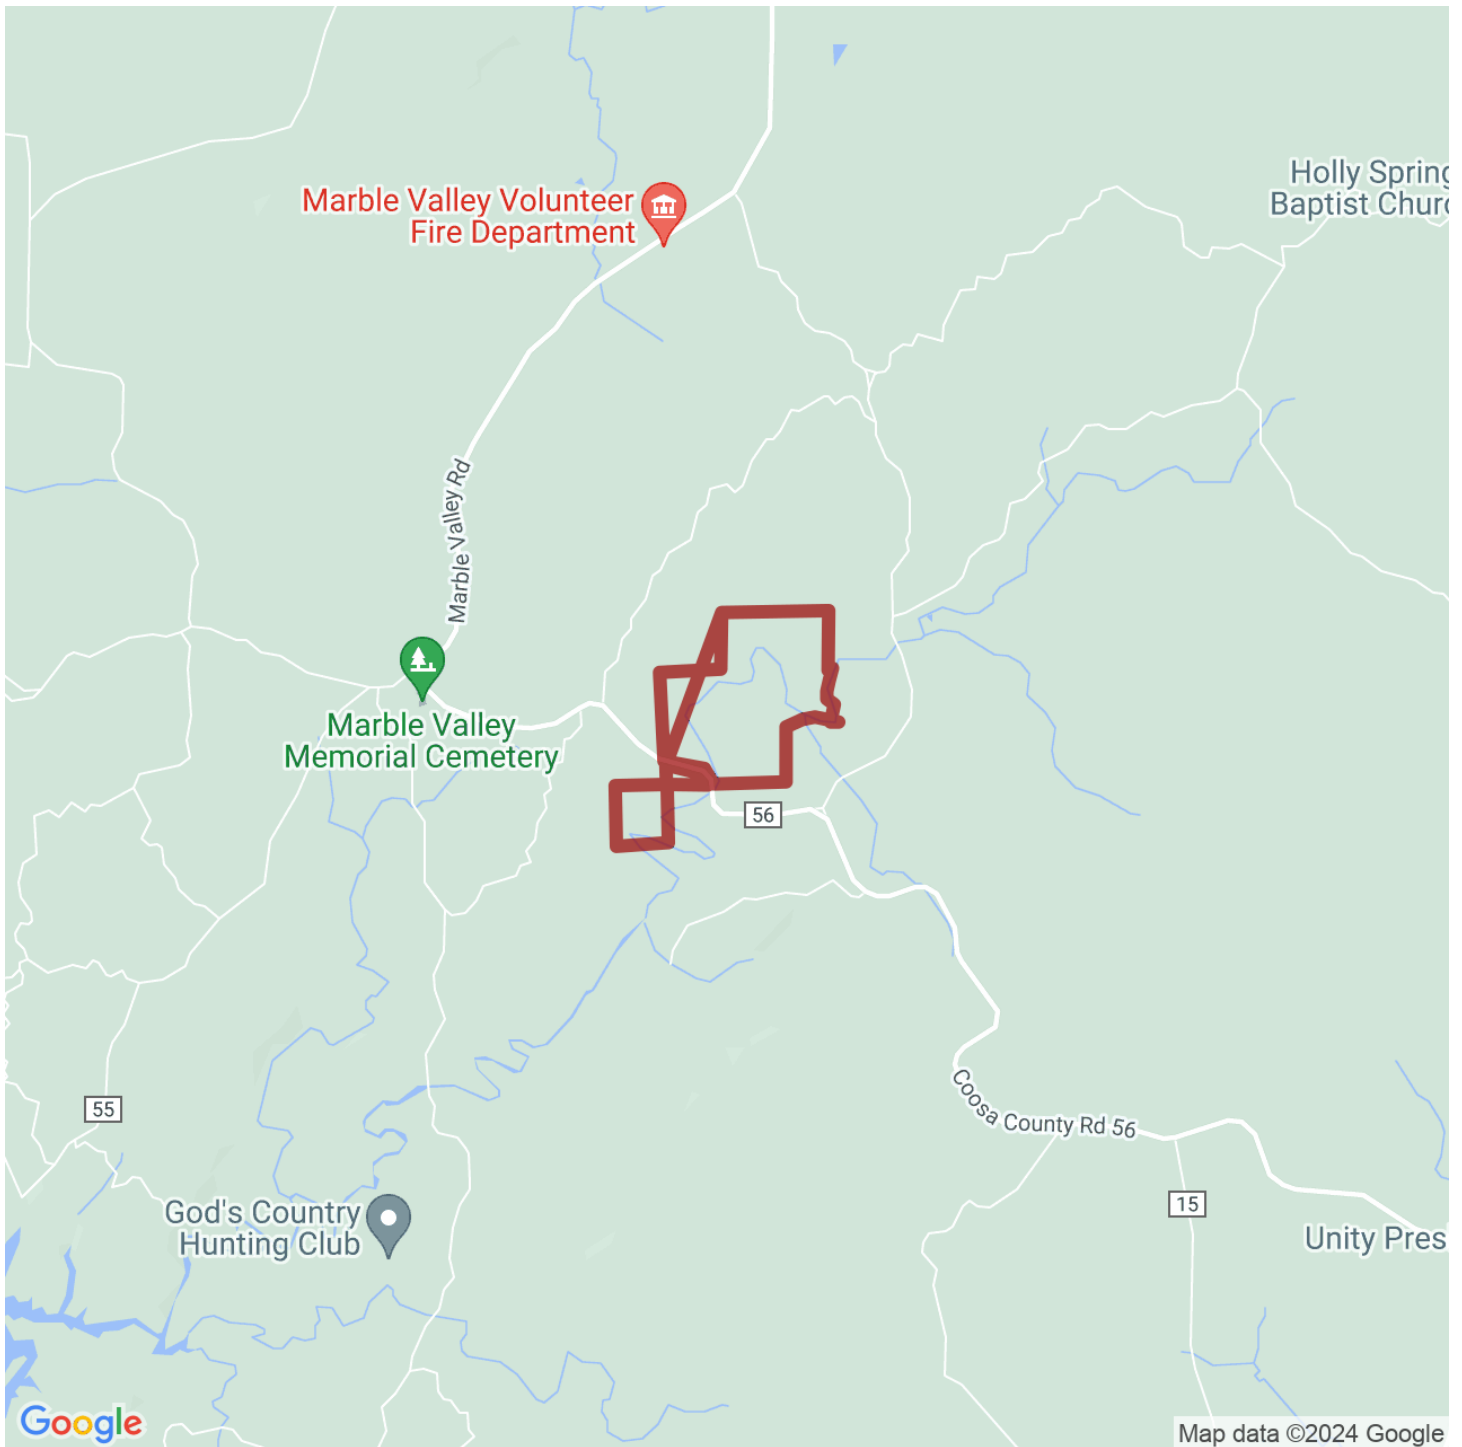 Holly Spring
Baptist Churc
Marble Valley Volunteer
Fire Department
Marble Valley Rd
Marble Valley
Memorial Cemetery
56
Coosa County Rd 56
55
15
God's Country
Hunting Club
Unity Pres
Google
Map data ©2024 Google